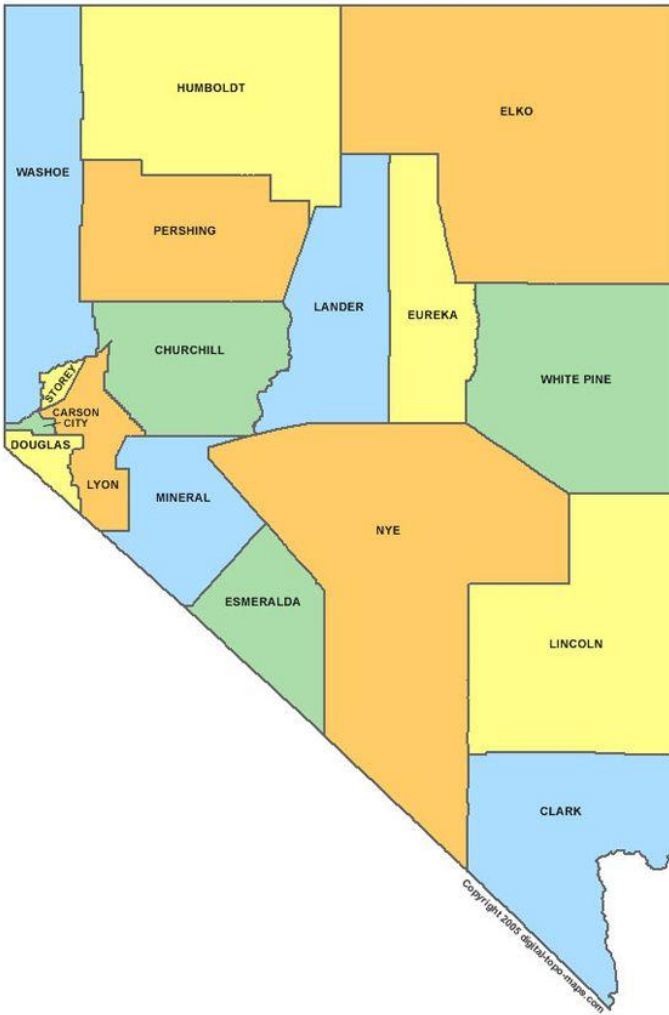 HUMBOLDT
ELKO
WASHOE
PERSHING
LANDER
EUREKA
CHURCHILL
WHITE PINE
STOREY
CARSON
CITY
DOUGLAS
LYON
MINERAL
NYE
ESMERALDA
LINCOLN
CLARK
Copyright 2005 digital-topo-maps.com